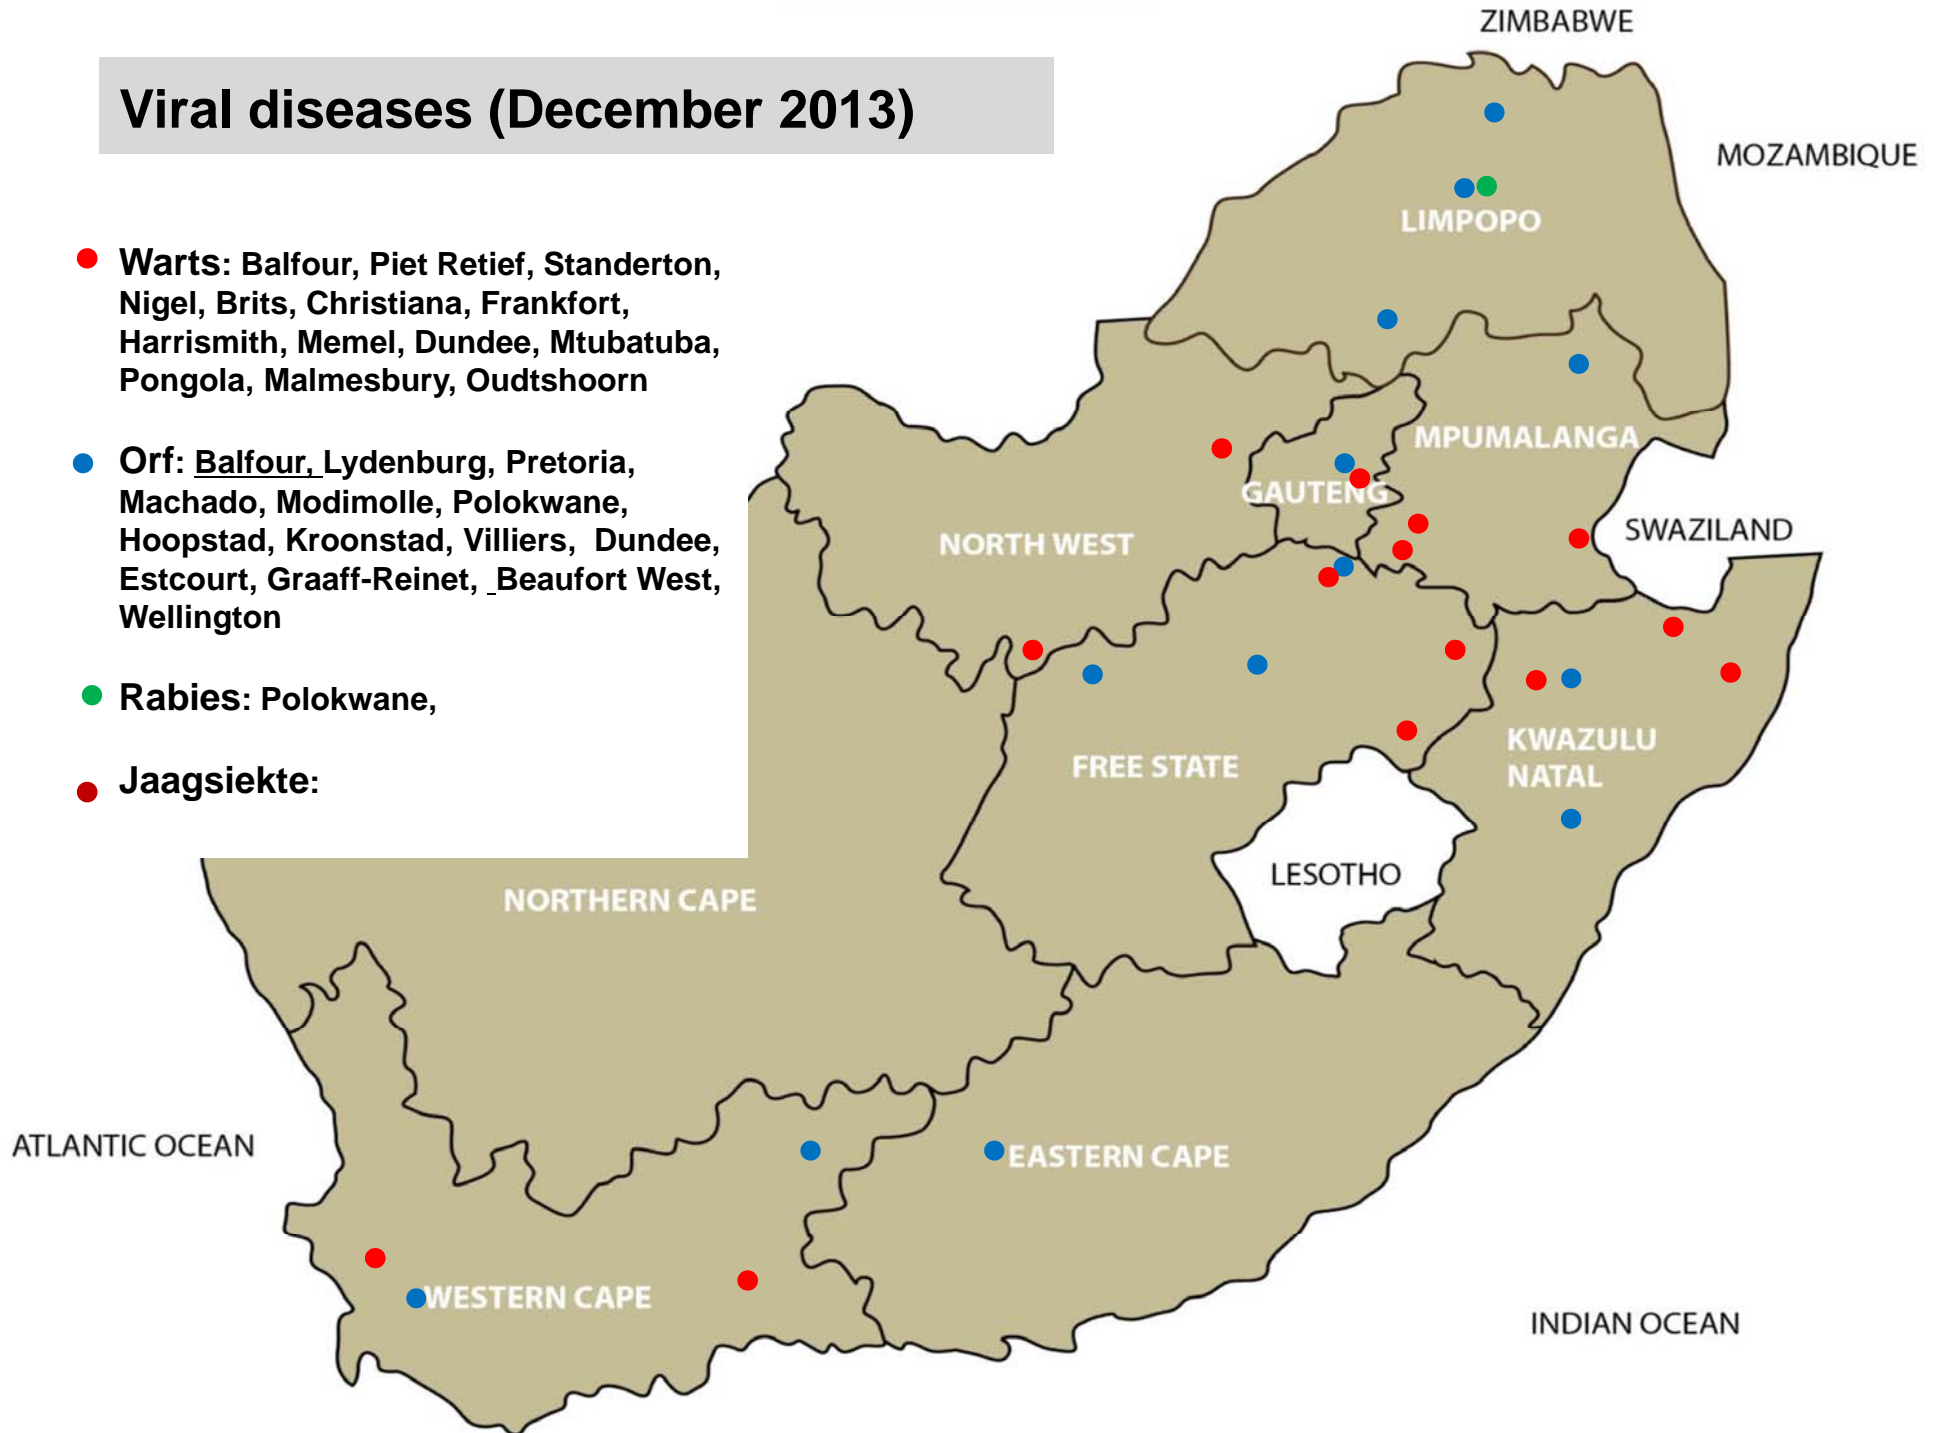 Viral diseases (December 2013)
Warts: Balfour, Piet Retief, Standerton,
Nigel, Brits, Christiana, Frankfort,
Harrismith, Memel, Dundee, Mtubatuba,
Pongola, Malmesbury, Oudtshoorn
Orf: Balfour, Lydenburg, Pretoria,
Machado, Modimolle, Polokwane,
Hoopstad, Kroonstad, Villiers, Dundee,
Estcourt, Graaff-Reinet, Beaufort West,
Wellington
Rabies: Polokwane,
Jaagsiekte:
ZIMBABWE
MOZAMBIQUE
LIMPOPO
MPUMALANGA
GAUTENG
SWAZILAND
NORTH WEST
KWAZULU
NATAL
FREE STATE
LESOTHO
NORTHERN CAPE
ATLANTIC OCEAN
EASTERN CAPE
WESTERN CAPE
INDIAN OCEAN